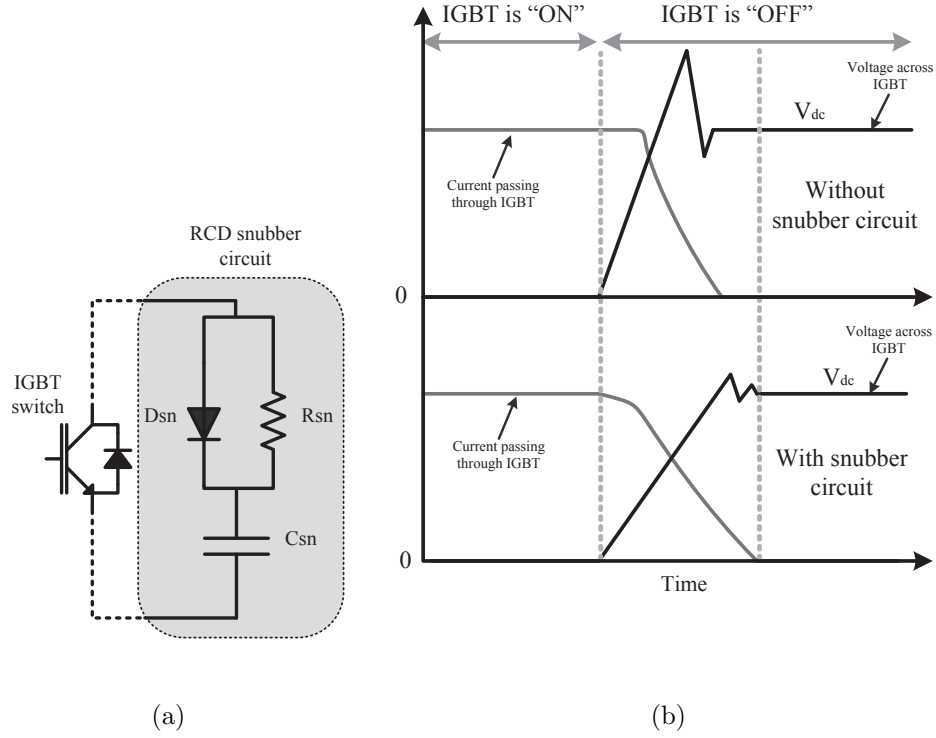 IGBT is “ON”
IGBT is “OFF”
Voltage across
IGBT
Vdc
Current passing
through IGBT
Without
snubber circuit
0
RCD snubber
circuit
IGBT
switch
Dsn
Rsn
Csn
Voltage across
IGBT
Vdc
Current passing
through IGBT
With snubber
circuit
0
Time
(a)
(b)